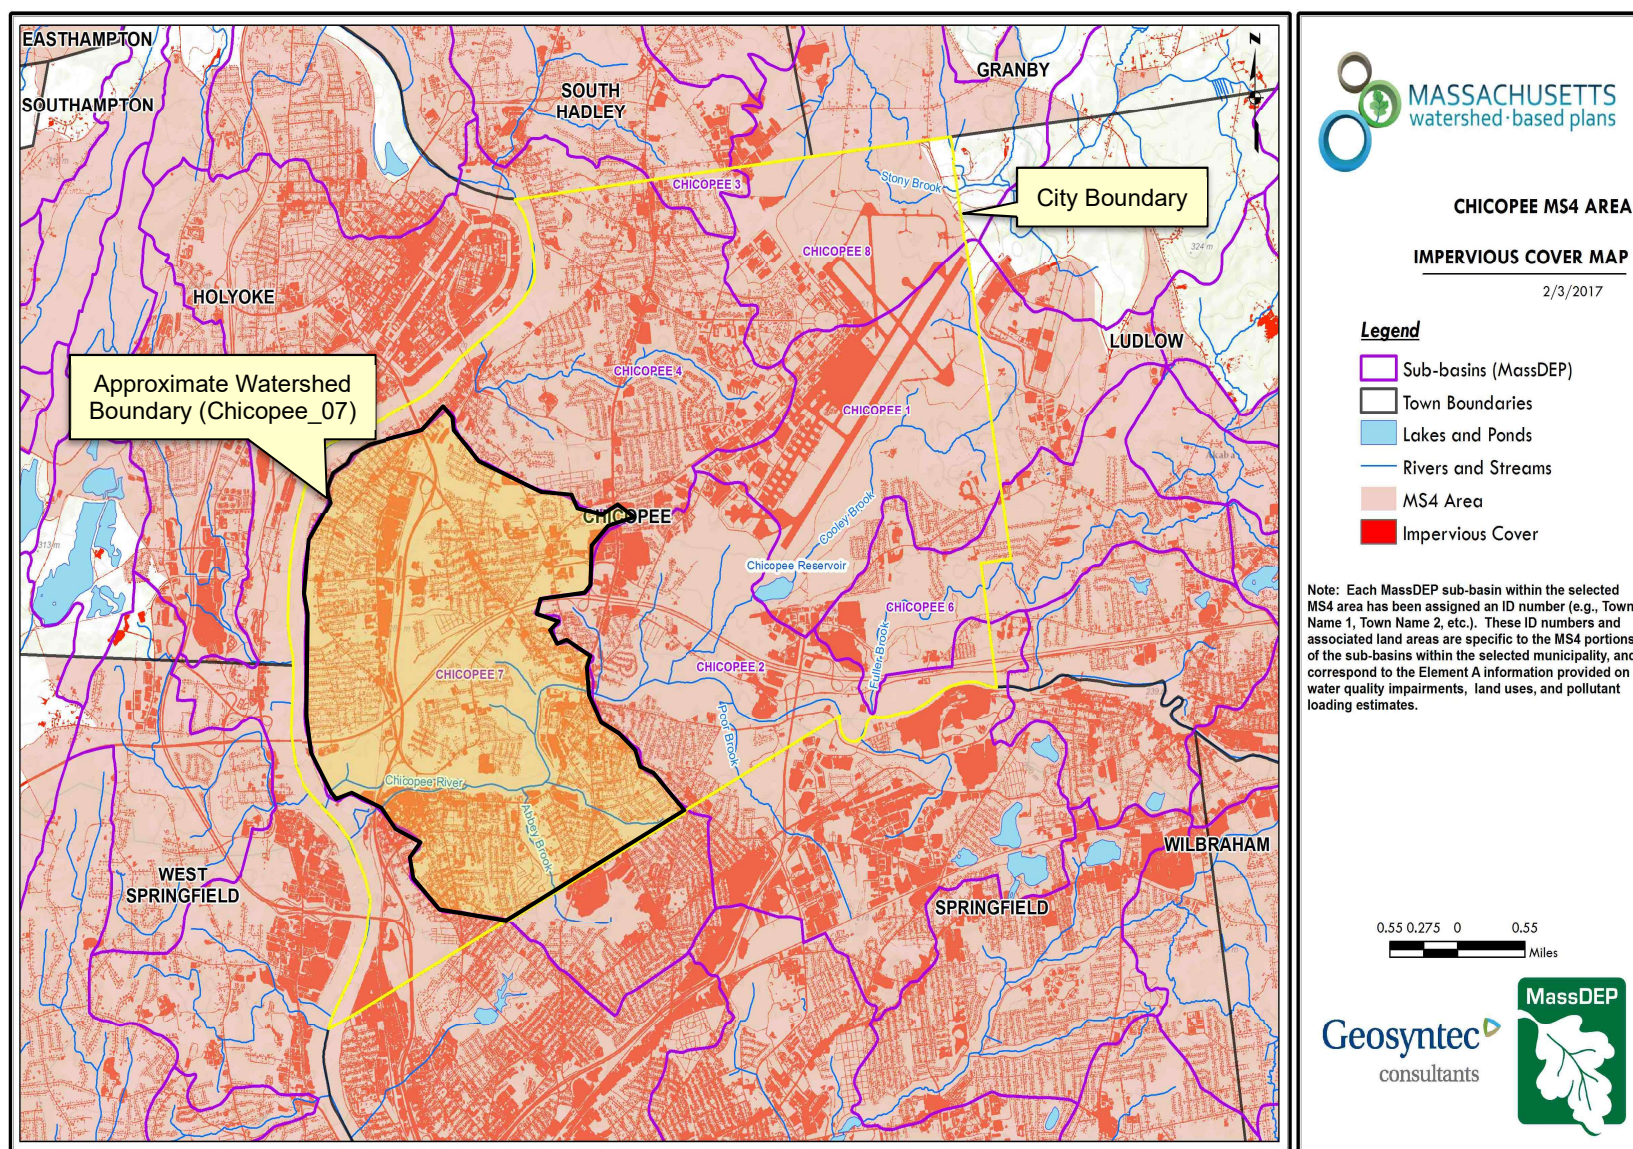 EASTHAMPTON
SOUTHAMPTON
SOUTH
HADLEY
GRANBY
N
CHICOPEE 3
Stony Brook
City Boundary
CHICOPEE 8
324 m
HOLYOKE
LUDLOW
Approximate Watershed
Boundary (Chicopee_07)
CHICOPEE 4
CHICOPEE 1
CHICOPEE
313 m
Cooley Brook
Chicopee Reservoir
CHICOPEE 6
Fuller Brook
CHICOPEE 7
CHICOPEE 2
Poor Brook
Chicopee River
Abbey Brook
WEST
SPRINGFIELD
WILBRAHAM
SPRINGFIELD
MASSACHUSETTS
watershed·based plans
CHICOPEE MS4 AREA
IMPERVIOUS COVER MAP
2/3/2017
Legend
Sub-basins (MassDEP)
Town Boundaries
Lakes and Ponds
Rivers and Streams
MS4 Area
Impervious Cover
Note: Each MassDEP sub-basin within the selected
MS4 area has been assigned an ID number (e.g., Town
Name 1, Town Name 2, etc.). These ID numbers and
associated land areas are specific to the MS4 portions
of the sub-basins within the selected municipality, and
correspond to the Element A information provided on
water quality impairments, land uses, and pollutant
loading estimates.
0.55 0.275 0 0.55
Miles
Geosyntec
consultants
MassDEP